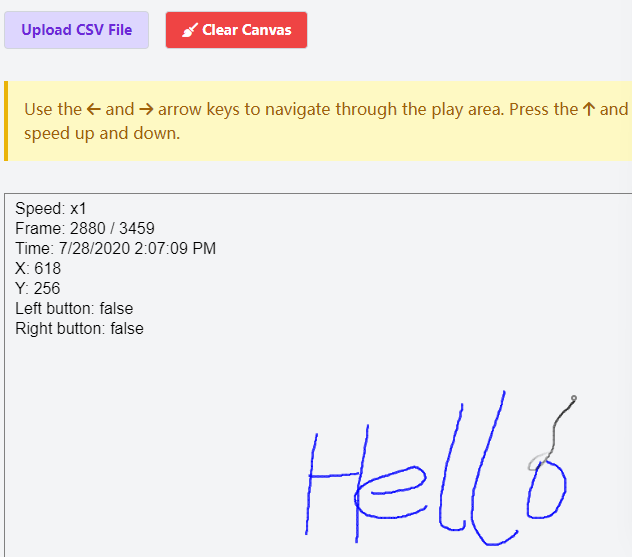 Upload CSV File
Clear Canvas
Use the ← and → arrow keys to navigate through the play area. Press the ↑ and
speed up and down.
Speed: x1
Frame: 2880 / 3459
Time: 7/28/2020 2:07:09 PM
X: 618
Y: 256
Left button: false
Right button: false
Hello